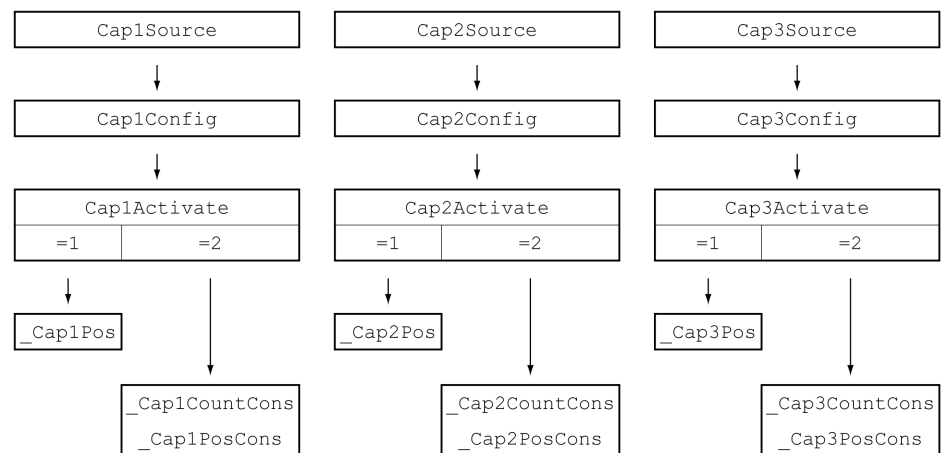 Cap1Source
Cap2Source
Cap3Source
Cap1Config
Cap2Config
Cap3Config
Cap1Activate
Cap2Activate
Cap3Activate
=1
=2
=1
=2
=1
=2
_Cap1Pos
_Cap2Pos
_Cap3Pos
_Cap1CountCons
_Cap2CountCons
_Cap3CountCons
_Cap1PosCons
_Cap2PosCons
_Cap3PosCons